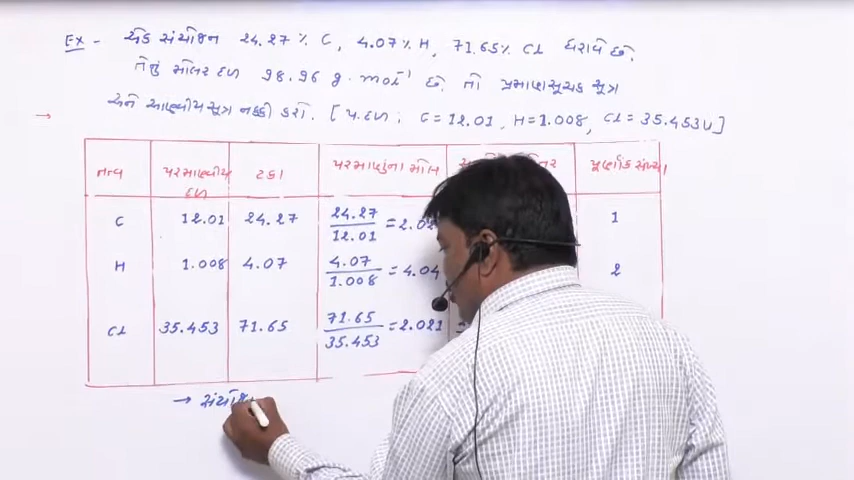 Ex - એક સંયોજન 24.27% C, 4.07% H, 71.65% Cl ધરાવે છે.
તેનું મોલર દળ 98.96 g.mol⁻¹ છે. તો પ્રમાણસૂચક સૂત્ર
→ અને આણ્વીયસૂત્ર નક્કી કરો. [ પ.દળ : C = 12.01, H = 1.008, Cl = 35.453u ]
તત્વ પરમાણ્વીય દળ ટકા પરમાણુંના મોલ પૂર્ણાંક સંખ્યા
C 12.01 24.27 24.27/12.01 = 1
H 1.008 4.07 4.07/1.008 = 4.04 2
Cl 35.453 71.65 71.65/35.453 = 2.021 =
→